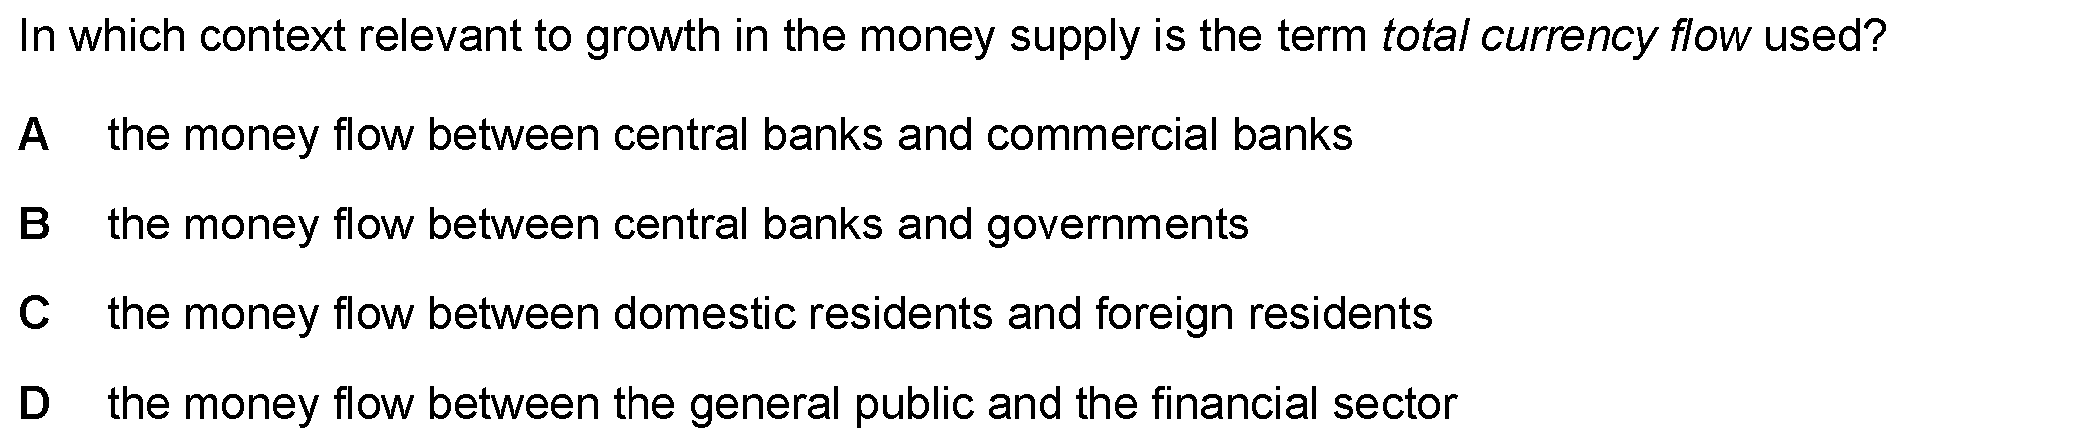 In which context relevant to growth in the money supply is the term total currency flow used?
A the money flow between central banks and commercial banks
B the money flow between central banks and governments
C the money flow between domestic residents and foreign residents
D the money flow between the general public and the financial sector